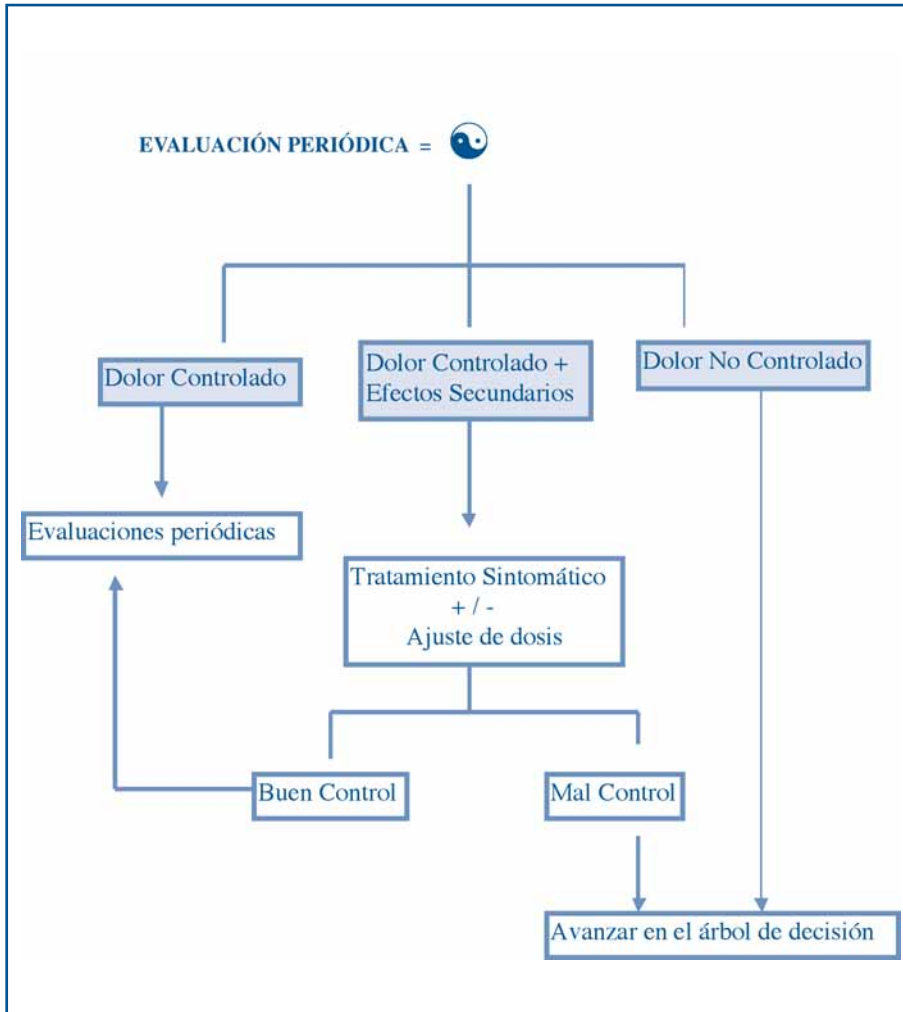 EVALUACIÓN PERIÓDICA =
Dolor Controlado
Dolor Controlado +
Efectos Secundarios
Dolor No Controlado
Evaluaciones periódicas
Tratamiento Sintomático
+ / -
Ajuste de dosis
Buen Control
Mal Control
Avanzar en el árbol de decisión